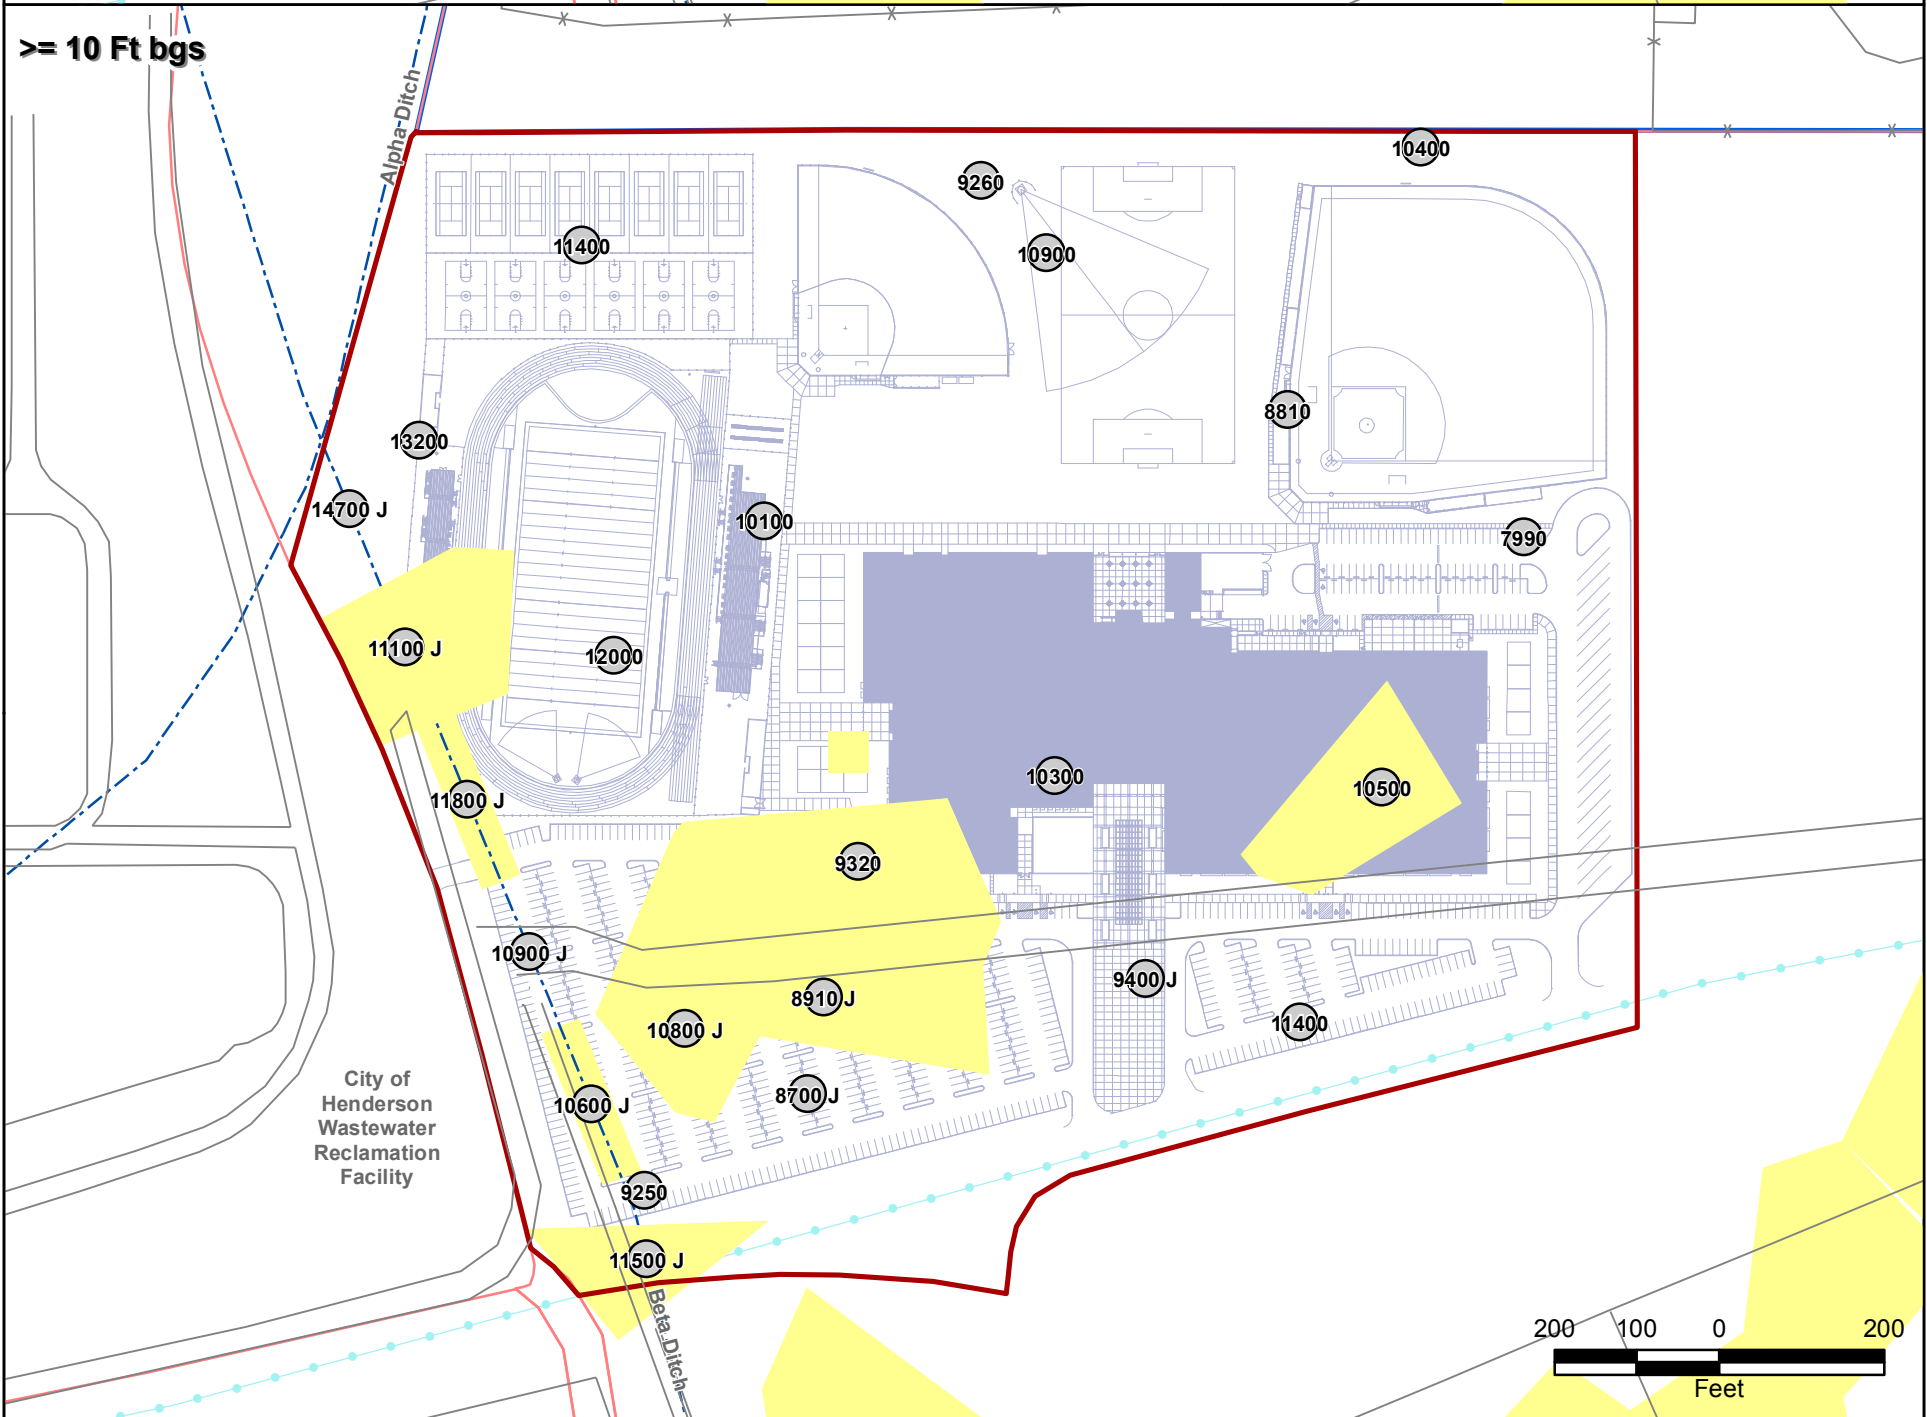 >= 10 Ft bgs
Alpha Ditch
10400
9260
11400
10900
8810
13200
14700 J
10100
7990
11100 J
12000
10300
10500
11800 J
9320
10900 J
9400 J
8910 J
10800 J
11400
City of
Henderson
Wastewater
Reclamation
Facility
8700 J
10600 J
9250
11500 J
Beta Ditch
200 100 0 200
Feet